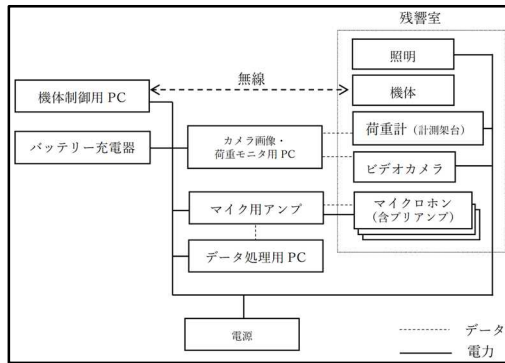 残響室
照明
無線
機体制御用 PC
機体
バッテリー充電器
カメラ画像・
荷重モニタ用 PC
荷重計 (計測架台)
ビデオカメラ
マイク用アンプ
マイクロホン
(含プリアンプ)
データ処理用 PC
電源
データ
電力